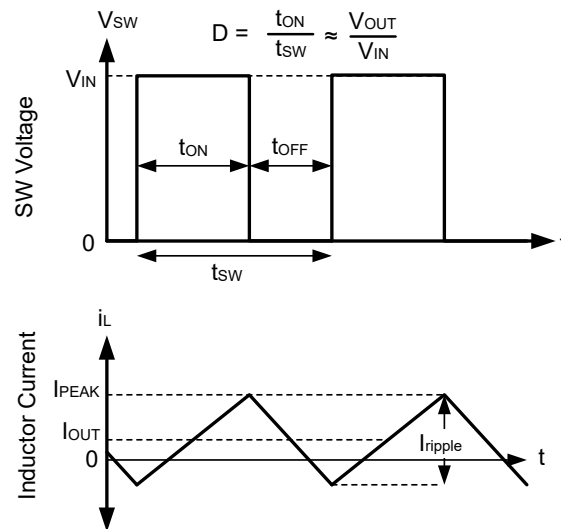 VSW
D = tON/tSW ≈ VOUT/VIN
VIN
SW Voltage
tON
tOFF
0
t
tSW
iL
Inductor Current
IPEAK
IOUT
Iripple
0
t